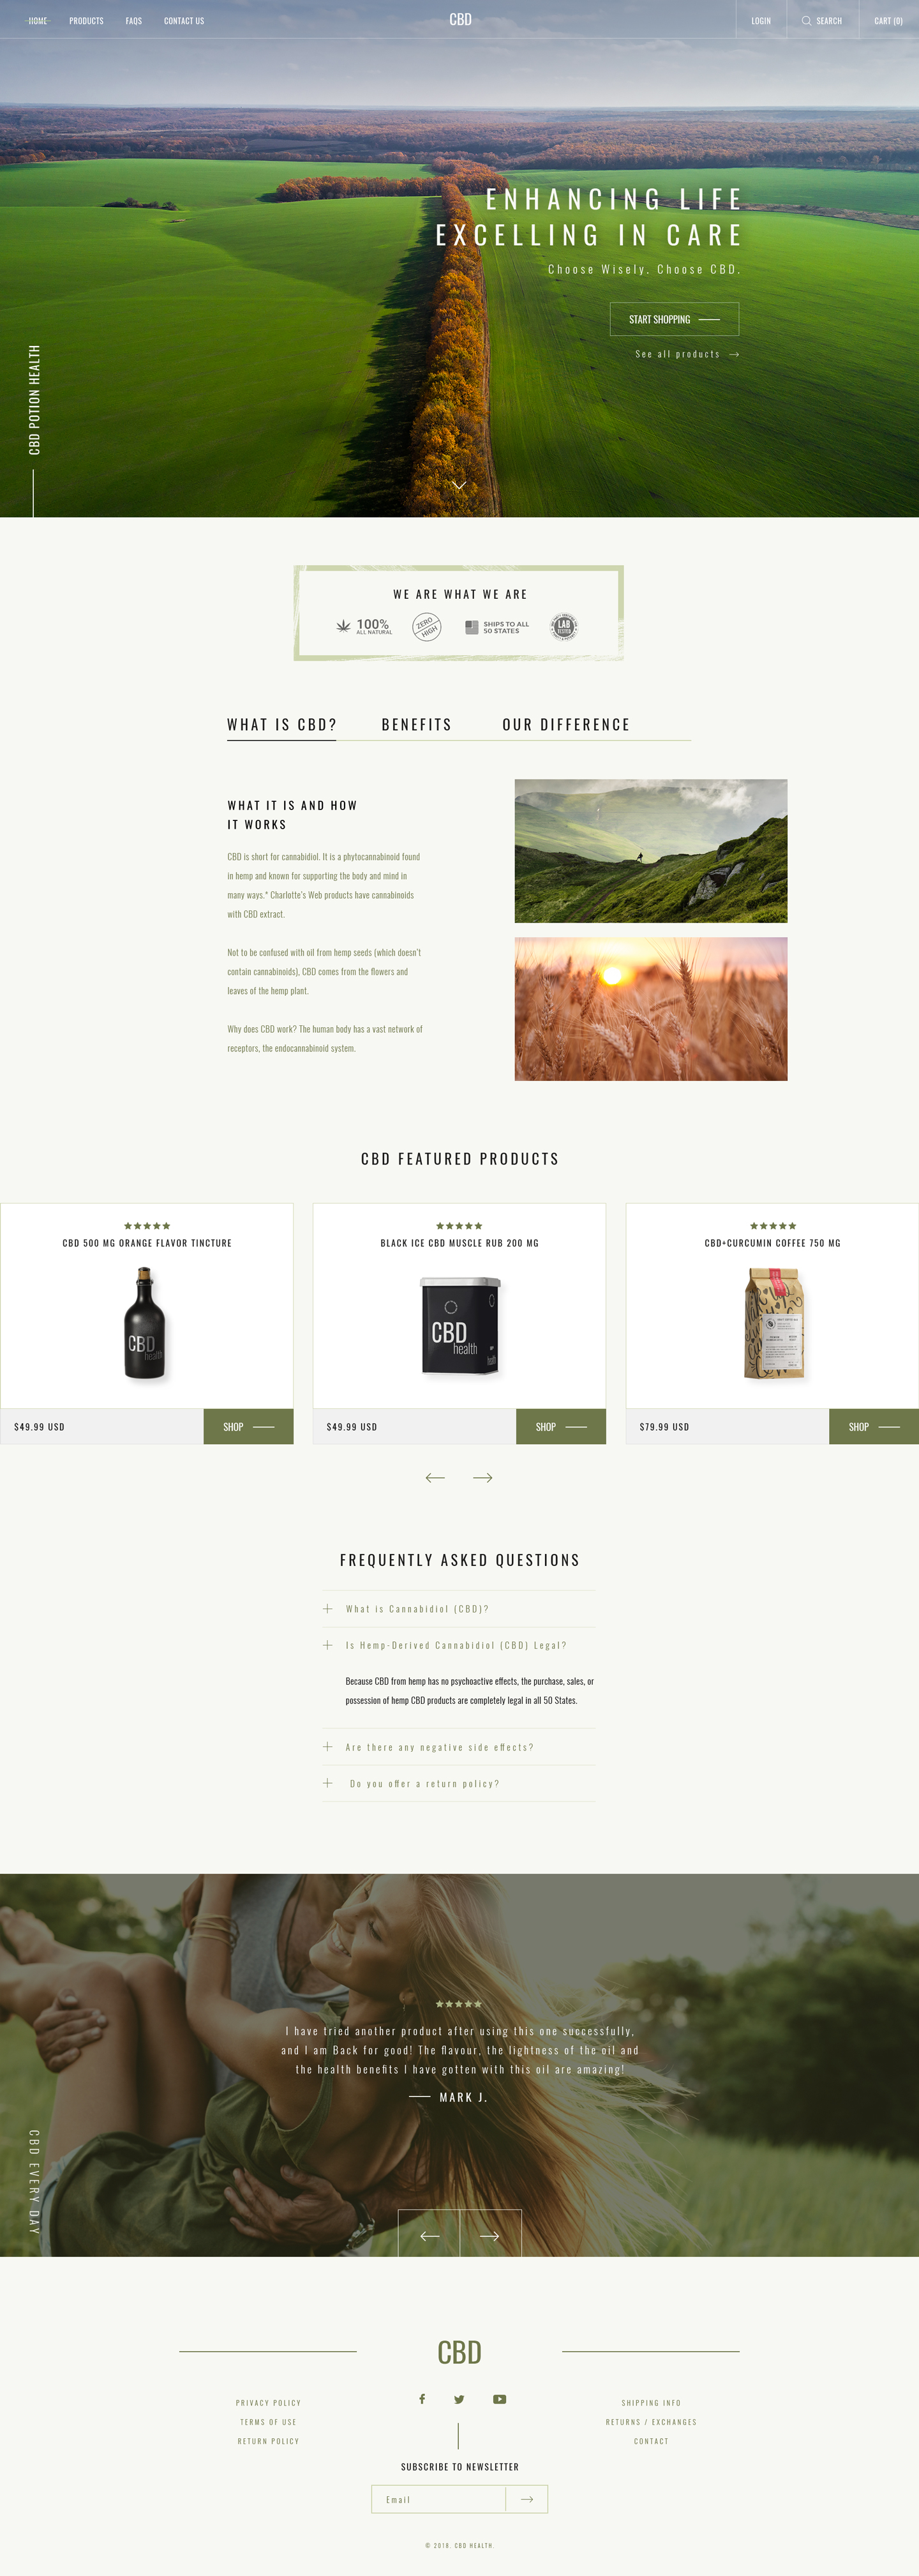 HOME PRODUCTS FAQS CONTACT US CBD LOGIN SEARCH CART (0)
ENHANCING LIFE
EXCELLING IN CARE
Choose Wisely. Choose CBD.
START SHOPPING
See all products
CBD POTION HEALTH
WE ARE WHAT WE ARE
100%
ALL NATURAL
ZERO
HIGH
SHIPS TO ALL
50 STATES
LAB
TESTED
WHAT IS CBD? BENEFITS OUR DIFFERENCE
WHAT IT IS AND HOW
IT WORKS
CBD is short for cannabidiol. It is a phytocannabinoid found
in hemp and known for supporting the body and mind in
many ways.* Charlotte's Web products have cannabinoids
with CBD extract.
Not to be confused with oil from hemp seeds (which doesn't
contain cannabinoids), CBD comes from the flowers and
leaves of the hemp plant.
Why does CBD work? The human body has a vast network of
receptors, the endocannabinoid system.
CBD FEATURED PRODUCTS
CBD 500 MG ORANGE FLAVOR TINCTURE
CBD
health
$49.99 USD SHOP
BLACK ICE CBD MUSCLE RUB 200 MG
CBD
health
$49.99 USD SHOP
CBD+CURCUMIN COFFEE 750 MG
$79.99 USD SHOP
FREQUENTLY ASKED QUESTIONS
What is Cannabidiol (CBD)?
Is Hemp-Derived Cannabidiol (CBD) Legal?
Because CBD from hemp has no psychoactive effects, the purchase, sales, or
possession of hemp CBD products are completely legal in all 50 States.
Are there any negative side effects?
Do you offer a return policy?
I have tried another product after using this one successfully,
and I am Back for good! The flavour, the lightness of the oil and
the health benefits I have gotten with this oil are amazing!
MARK J.
CBD EVERY DAY
CBD
PRIVACY POLICY
TERMS OF USE
RETURN POLICY
SHIPPING INFO
RETURNS / EXCHANGES
CONTACT
SUBSCRIBE TO NEWSLETTER
Email
© 2018. CBD HEALTH.